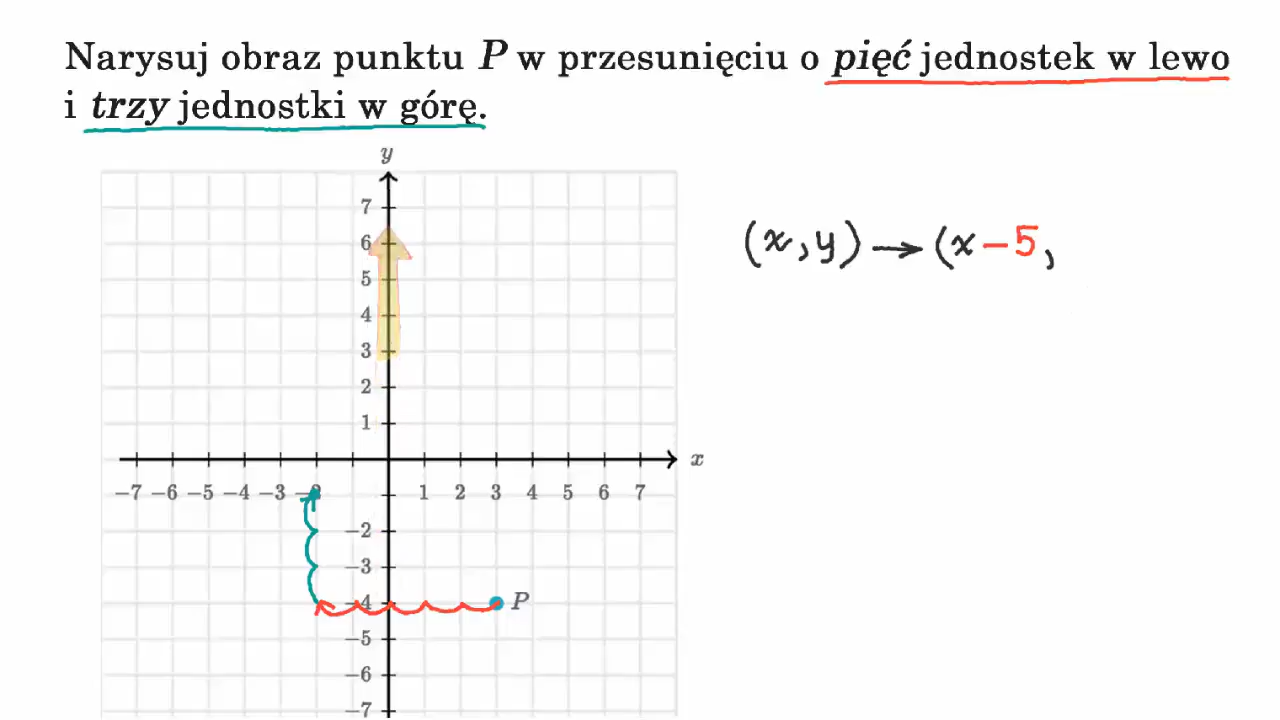 Narysuj obraz punktu P w przesunięciu o pięć jednostek w lewo
i trzy jednostki w górę.
y
7
6
5
4
3
2
1
(x,y) → (x-5,
x
-7 -6 -5 -4 -3 -2 1 2 3 4 5 6 7
-2
-3
-4
P
-5
-6
-7